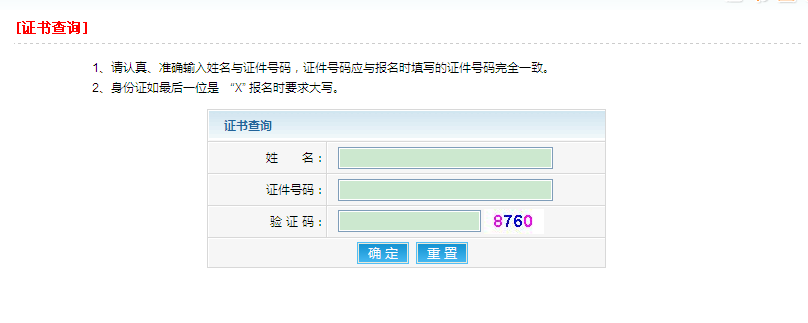 [证书查询]
1、请认真、准确输入姓名与证件号码，证件号码应与报名时填写的证件号码完全一致。
2、身份证如最后一位是 “X” 报名时要求大写。
证书查询
姓 名：
证件号码：
验 证 码： 8760
确 定 重 置